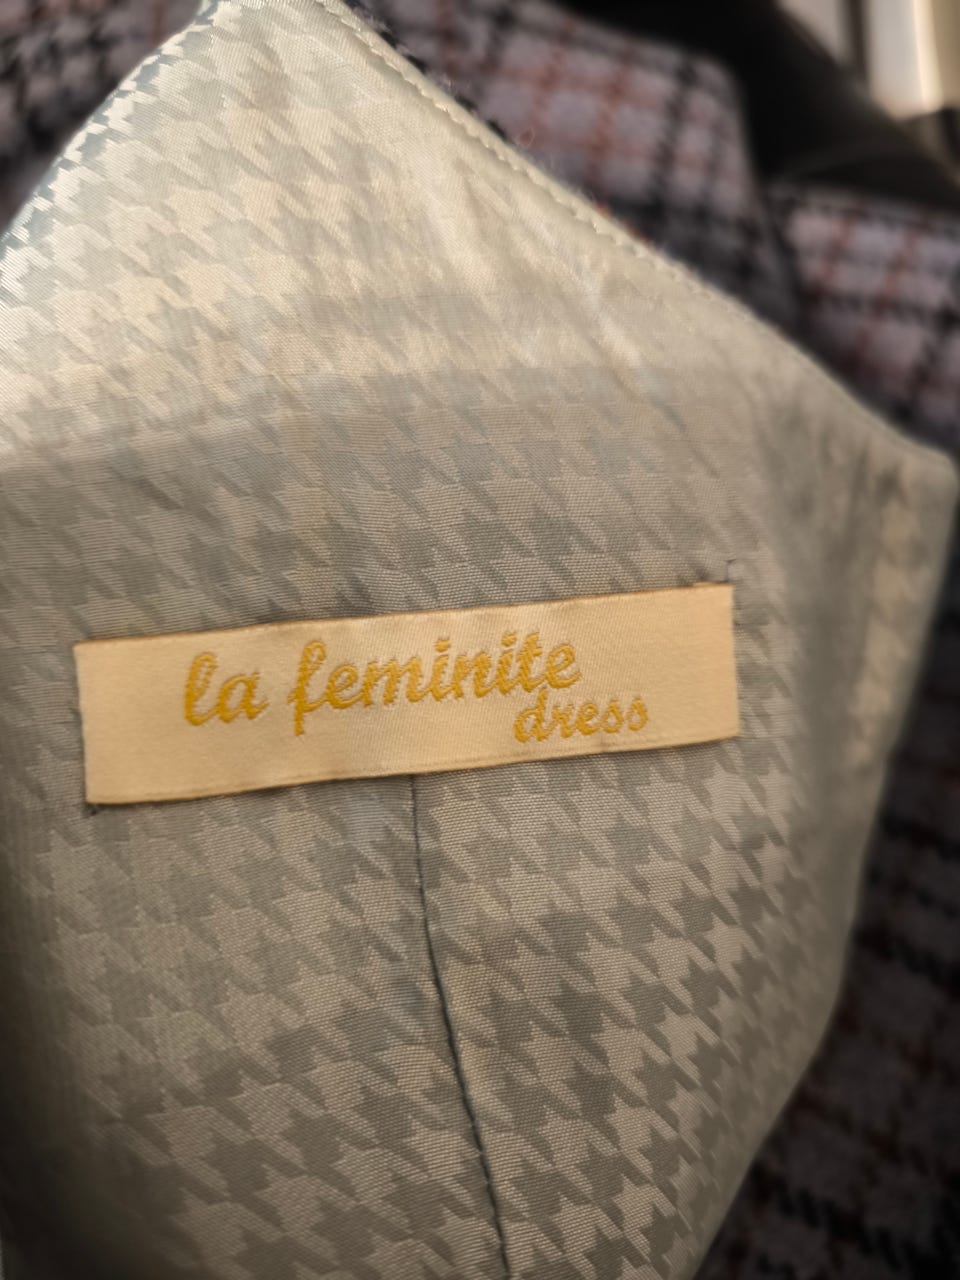 la feminite
dress